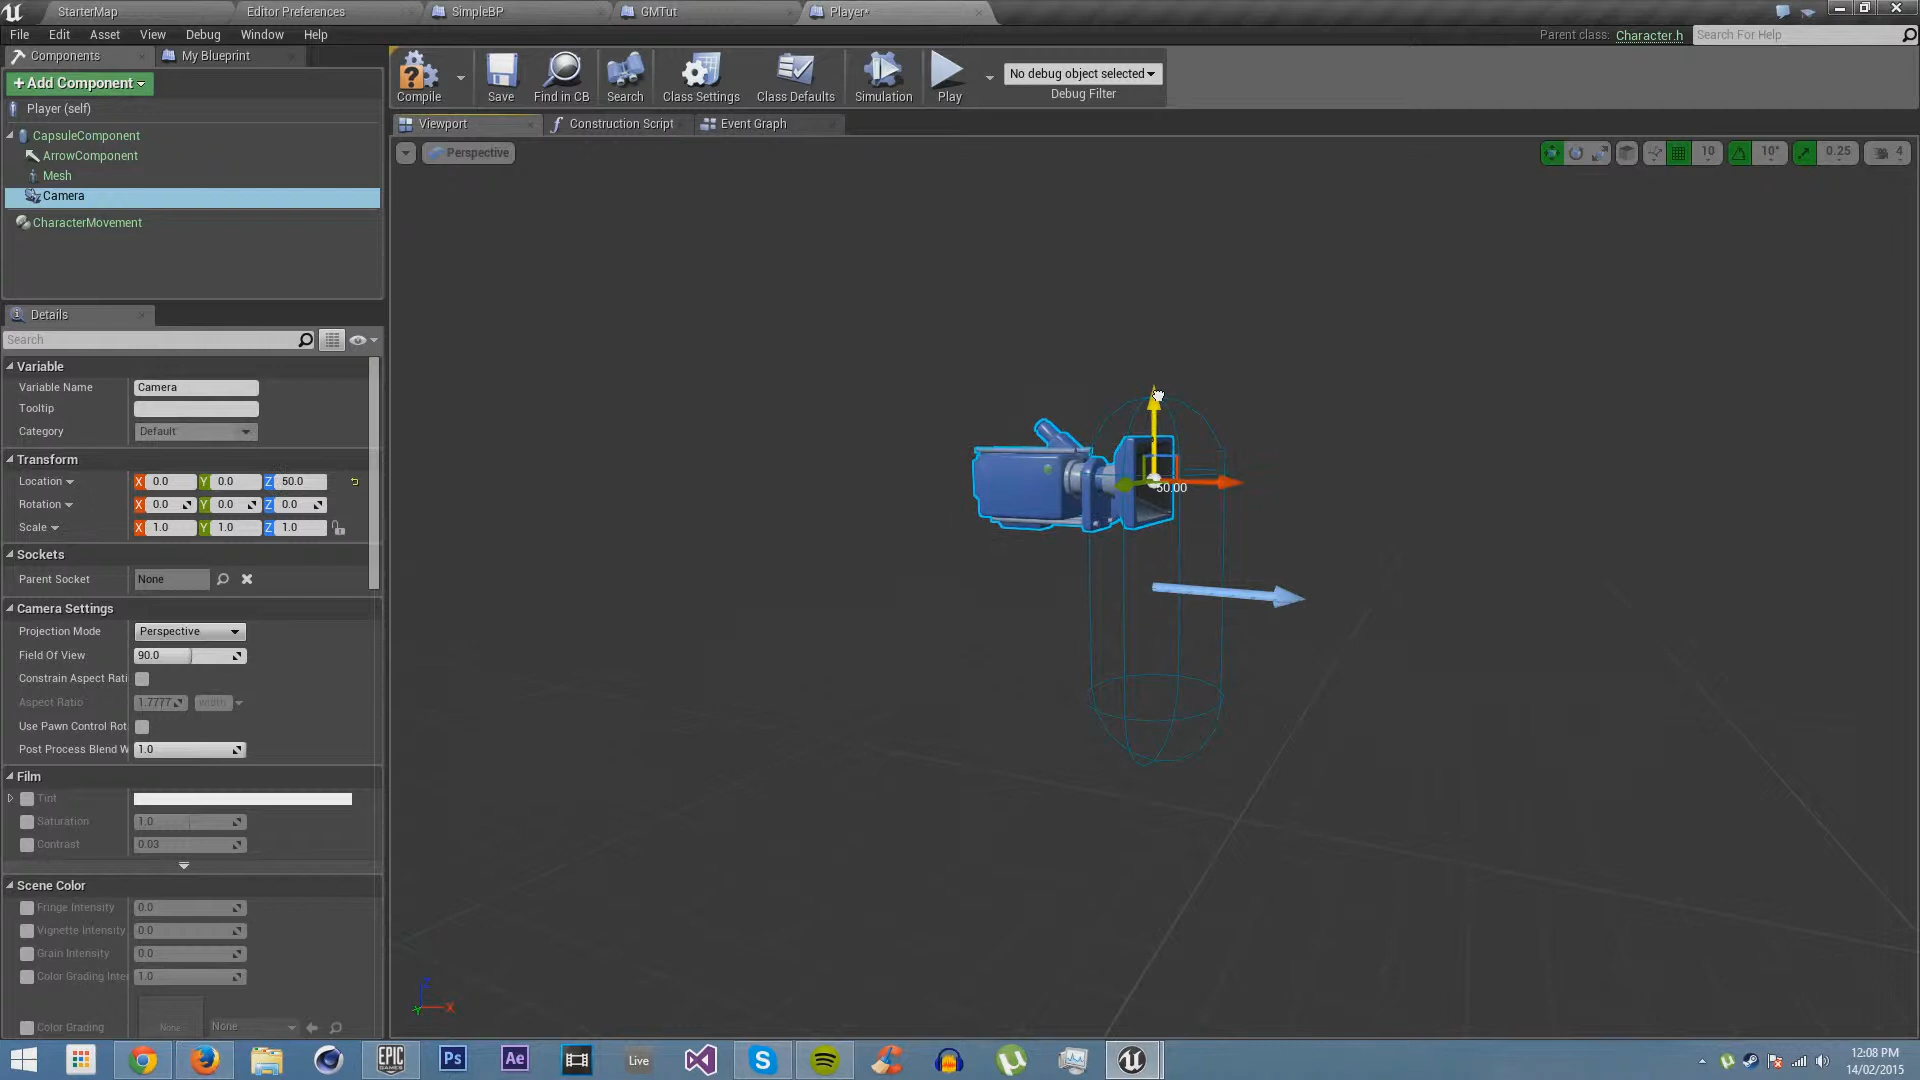 StarterMap
Editor Preferences
SimpleBP
GMTut
Player*
File Edit Asset View Debug Window Help
Parent class: Character.h
Search For Help
Components
My Blueprint
+Add Component
Player (self)
CapsuleComponent
ArrowComponent
Mesh
Camera
CharacterMovement
Compile
Save
Find in CB
Search
Class Settings
Class Defaults
Simulation
Play
No debug object selected
Debug Filter
Viewport
Construction Script
Event Graph
Perspective
10
10°
0.25
4
50.00
Details
Search
Variable
Variable Name Camera
Tooltip
Category Default
Transform
Location X 0.0 Y 0.0 Z 50.0
Rotation X 0.0 Y 0.0 Z 0.0
Scale X 1.0 Y 1.0 Z 1.0
Sockets
Parent Socket None
Camera Settings
Projection Mode Perspective
Field Of View 90.0
Constrain Aspect Rati
Aspect Ratio 1.7777 width
Use Pawn Control Rot
Post Process Blend W 1.0
Film
Tint
Saturation 1.0
Contrast 0.03
Scene Color
Fringe Intensity 0.0
Vignette Intensity 0.0
Grain Intensity 0.0
Color Grading Inte 1.0
Color Grading None None
Z
Y
X
EPIC GAMES
Ps
Ae
Live
12:08 PM
14/02/2015